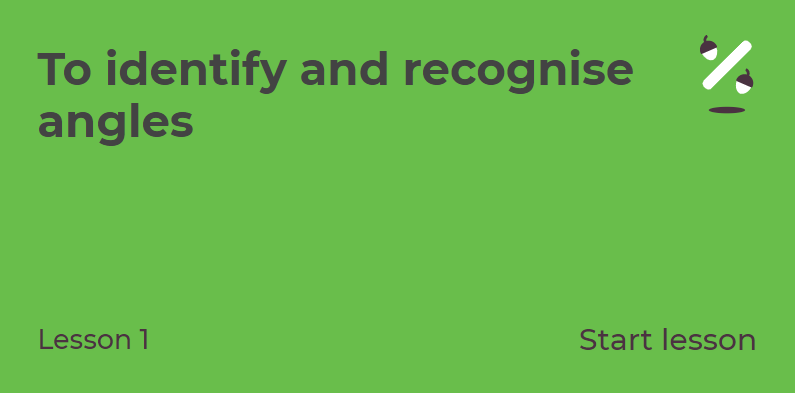 To identify and recognise
angles
Lesson 1
Start lesson